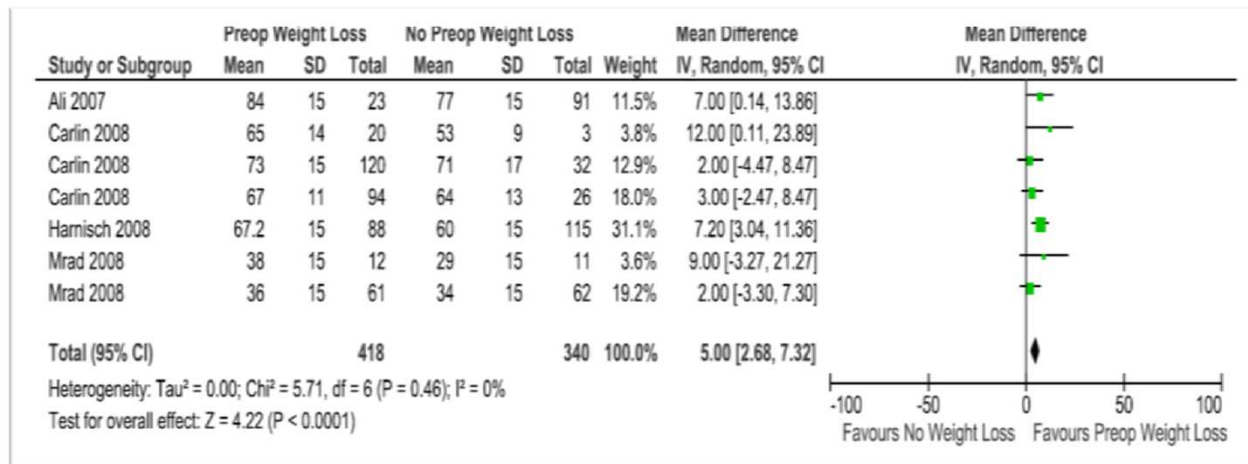 Preop Weight Loss No Preop Weight Loss Mean Difference Mean Difference
Study or Subgroup Mean SD Total Mean SD Total Weight IV, Random, 95% CI IV, Random, 95% CI
Ali 2007 84 15 23 77 15 91 11.5% 7.00 [0.14, 13.86]
Carlin 2008 65 14 20 53 9 3 3.8% 12.00 [0.11, 23.89]
Carlin 2008 73 15 120 71 17 32 12.9% 2.00 [-4.47, 8.47]
Carlin 2008 67 11 94 64 13 26 18.0% 3.00 [-2.47, 8.47]
Harnisch 2008 67.2 15 88 60 15 115 31.1% 7.20 [3.04, 11.36]
Mrad 2008 38 15 12 29 15 11 3.6% 9.00 [-3.27, 21.27]
Mrad 2008 36 15 61 34 15 62 19.2% 2.00 [-3.30, 7.30]
Total (95% CI) 418 340 100.0% 5.00 [2.68, 7.32]
Heterogeneity: Tau² = 0.00; Chi² = 5.71, df = 6 (P = 0.46); I² = 0%
Test for overall effect: Z = 4.22 (P < 0.0001)
-100 -50 0 50 100
Favours No Weight Loss Favours Preop Weight Loss